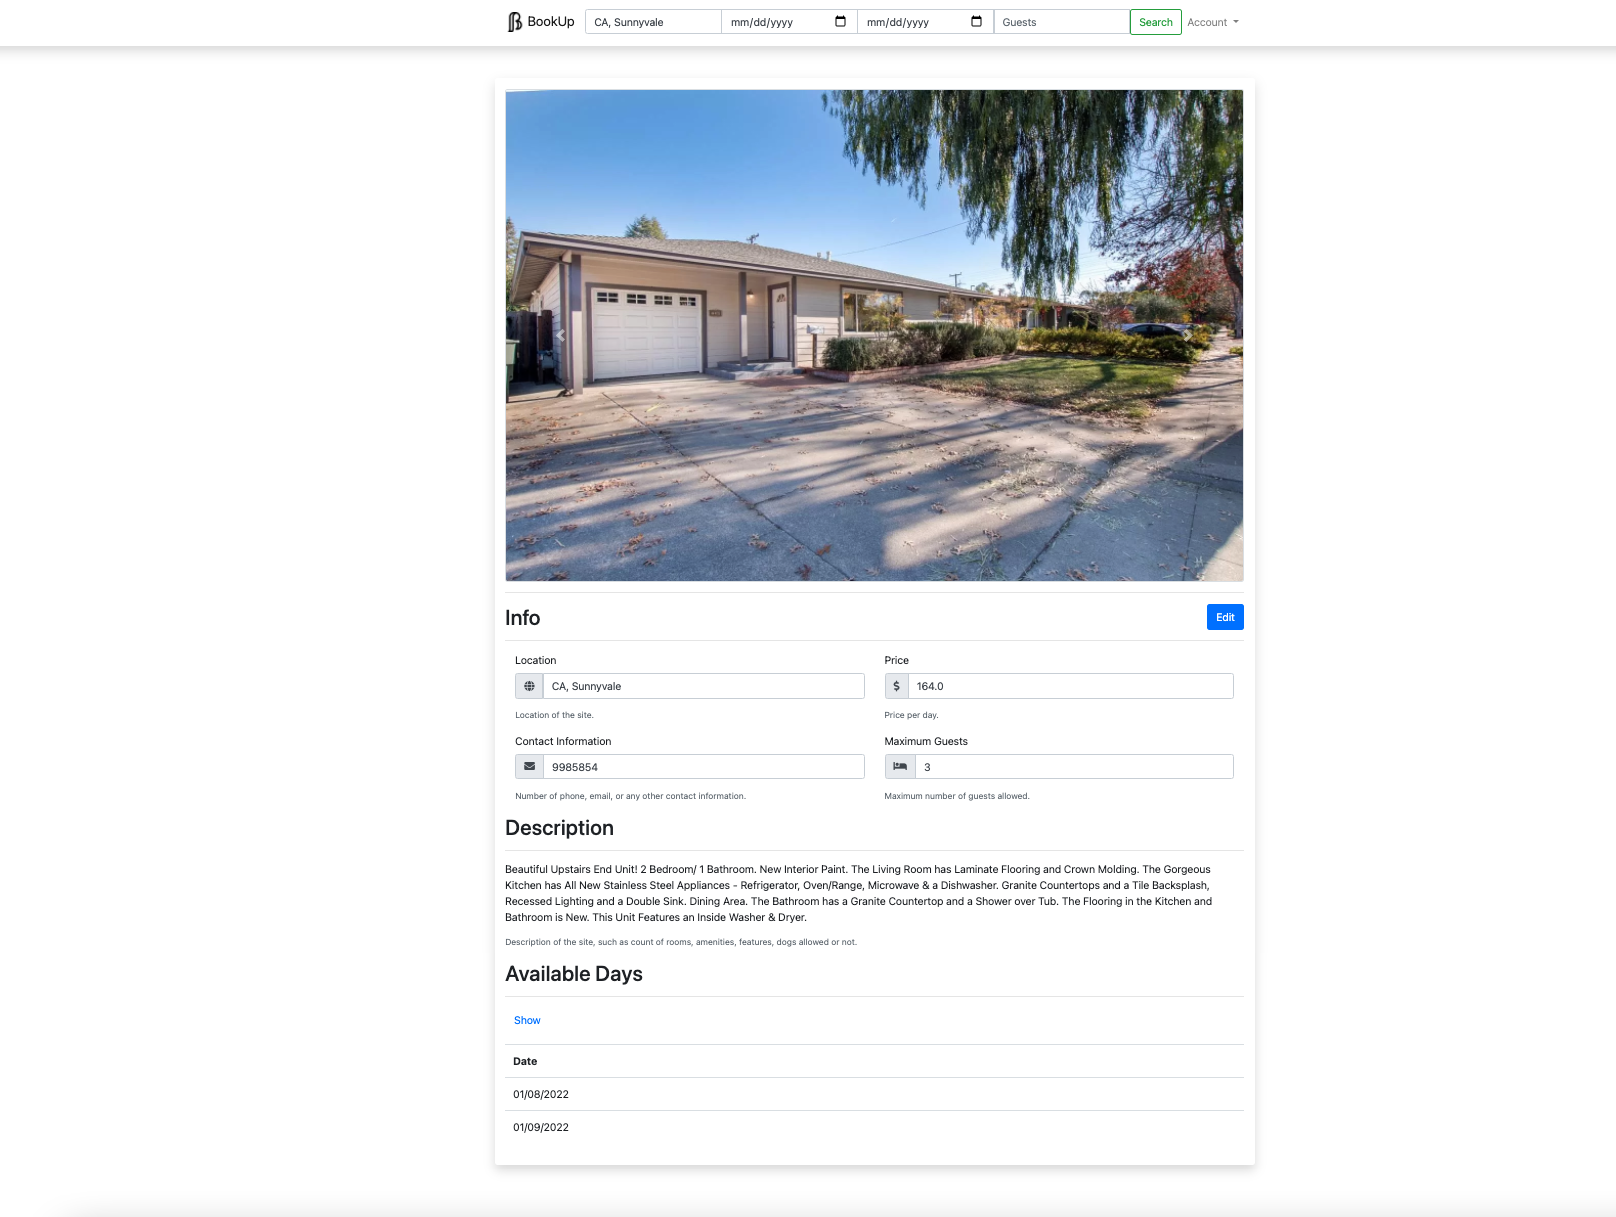 BookUp CA, Sunnyvale mm/dd/yyyy mm/dd/yyyy Guests Search Account
Info Edit
Location Price
CA, Sunnyvale $ 164.0
Location of the site. Price per day.
Contact Information Maximum Guests
9985854 3
Number of phone, email, or any other contact information. Maximum number of guests allowed.
Description
Beautiful Upstairs End Unit! 2 Bedroom/ 1 Bathroom. New Interior Paint. The Living Room has Laminate Flooring and Crown Molding. The Gorgeous
Kitchen has All New Stainless Steel Appliances - Refrigerator, Oven/Range, Microwave & a Dishwasher. Granite Countertops and a Tile Backsplash,
Recessed Lighting and a Double Sink. Dining Area. The Bathroom has a Granite Countertop and a Shower over Tub. The Flooring in the Kitchen and
Bathroom is New. This Unit Features an Inside Washer & Dryer.
Description of the site, such as count of rooms, amenities, features, dogs allowed or not.
Available Days
Show
Date
01/08/2022
01/09/2022